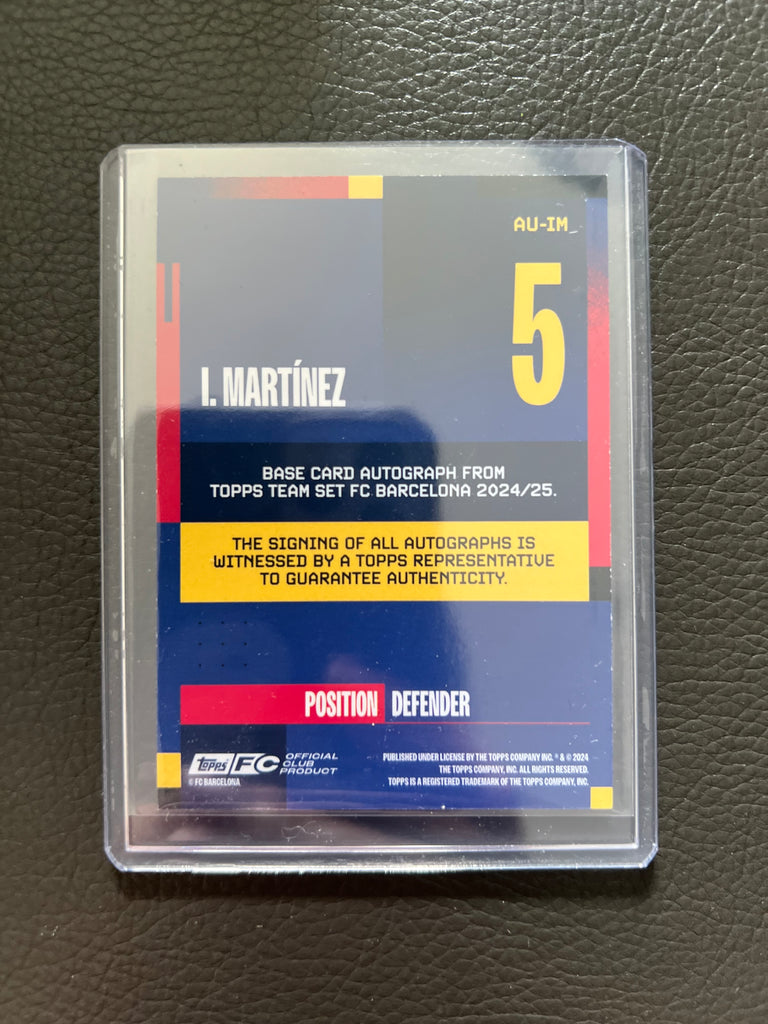 AU-IM_
5
I. MARTÍNEZ
BASE CARD AUTOGRAPH FROM
TOPPS TEAM SET FC BARCELONA 2024/25.
THE SIGNING OF ALL AUTOGRAPHS IS
WITNESSED BY A TOPPS REPRESENTATIVE
TO GUARANTEE AUTHENTICITY.
POSITION DEFENDER
Topps FC OFFICIAL
CLUB
PRODUCT
© FC BARCELONA
PUBLISHED UNDER LICENSE BY THE TOPPS COMPANY INC. ® & © 2024
THE TOPPS COMPANY, INC. ALL RIGHTS RESERVED.
TOPPS IS A REGISTERED TRADEMARK OF THE TOPPS COMPANY, INC.